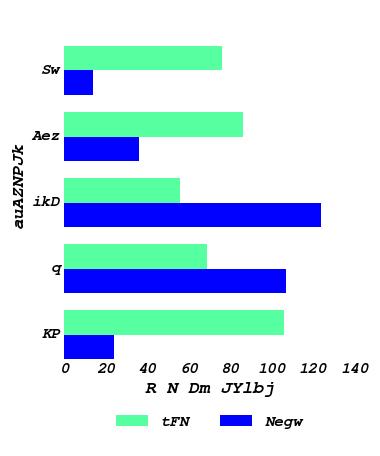 Sw
Aez
ikD
q
KP
auAZNPJk
0 20 40 60 80 100 120 140
R N Dm JYlbj
tFN Negw